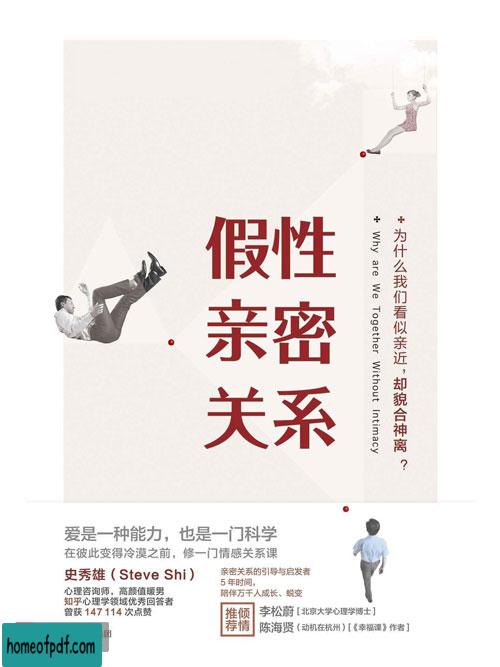 假性
亲密
关系
为什么我们看似亲近，却貌合神离？
Why are We Together Without Intimacy
爱是一种能力，也是一门科学
在彼此变得冷漠之前，修一门情感关系课
史秀雄（Steve Shi）
心理咨询师，高颜值暖男
知乎心理学领域优秀回答者
曾获 147 114 次点赞
亲密关系的引导与启发者
5 年时间，
陪伴万千人成长、蜕变
倾情
推荐
李松蔚［北京大学心理学博士］
陈海贤（动机在杭州）［《幸福课》作者］
团
homeofpdf.com